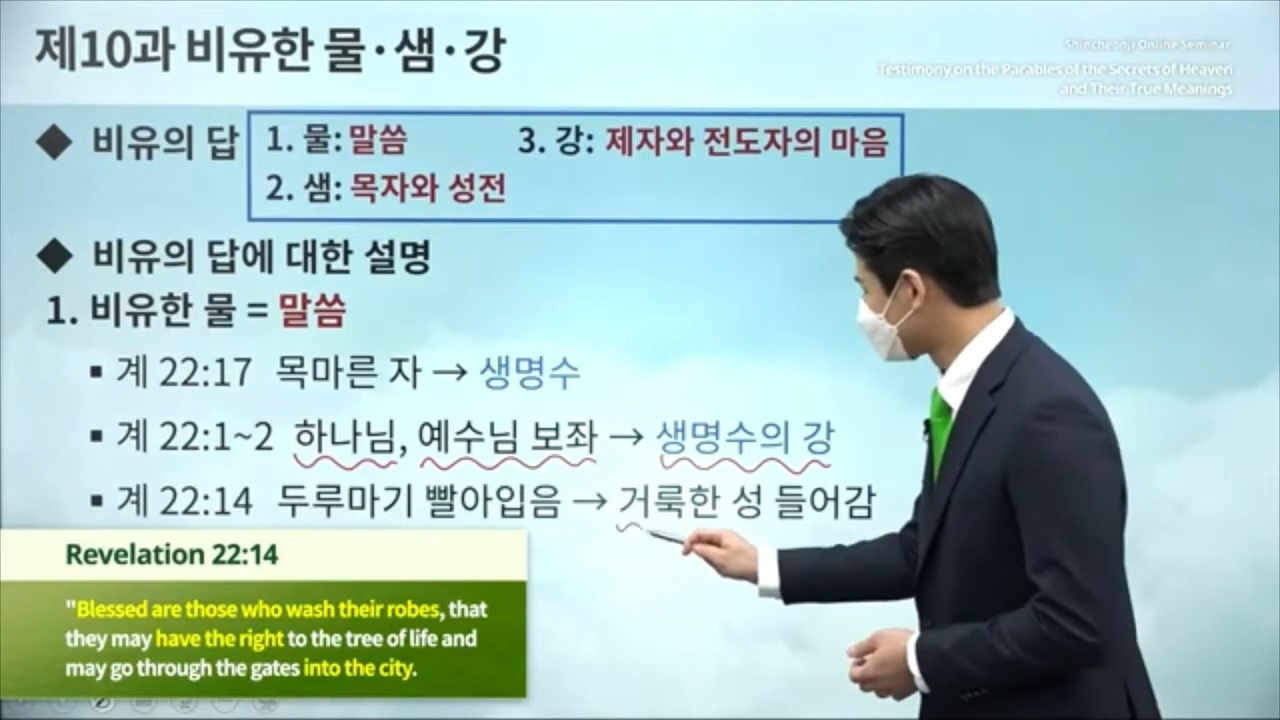 제10과 비유한 물·샘·강
Shincheonji Online Seminar
Testimony on the Parables of the Secrets of Heaven
and Their True Meanings
◆ 비유의 답
1. 물: 말씀
3. 강: 제자와 전도자의 마음
2. 샘: 목자와 성전
◆ 비유의 답에 대한 설명
1. 비유한 물 = 말씀
▪ 계 22:17 목마른 자 → 생명수
▪ 계 22:1~2 하나님, 예수님 보좌 → 생명수의 강
▪ 계 22:14 두루마기 빨아입음 → 거룩한 성 들어감
Revelation 22:14
"Blessed are those who wash their robes, that
they may have the right to the tree of life and
may go through the gates into the city.